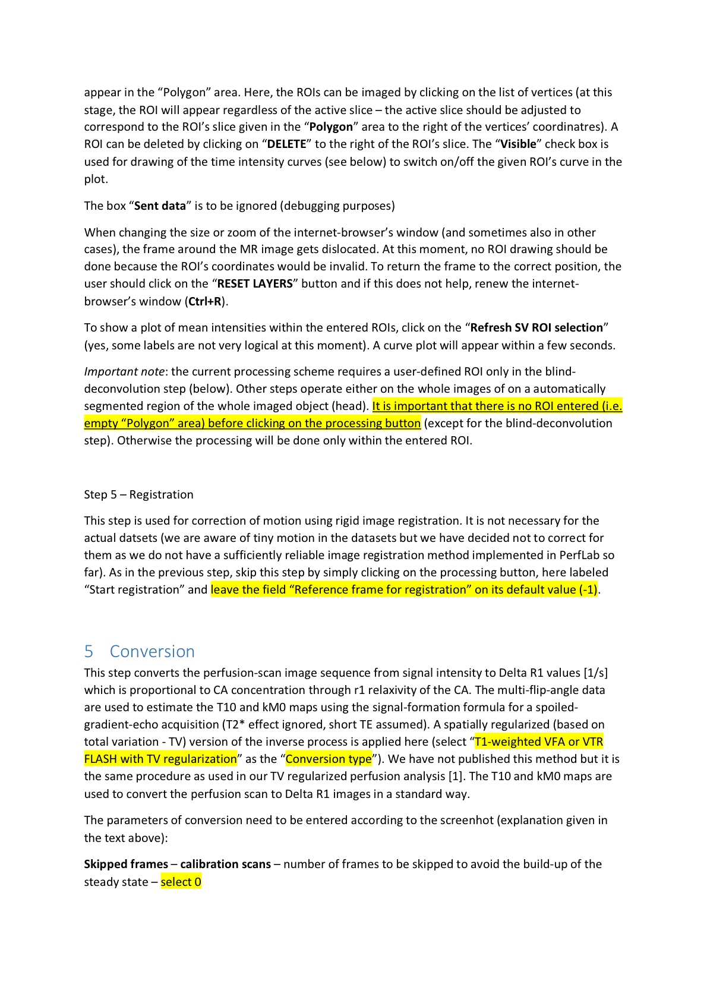 appear in the “Polygon” area. Here, the ROIs can be imaged by clicking on the list of vertices (at this
stage, the ROI will appear regardless of the active slice – the active slice should be adjusted to
correspond to the ROI’s slice given in the “Polygon” area to the right of the vertices’ coordinatres). A
ROI can be deleted by clicking on “DELETE” to the right of the ROI’s slice. The “Visible” check box is
used for drawing of the time intensity curves (see below) to switch on/off the given ROI’s curve in the
plot.
The box “Sent data” is to be ignored (debugging purposes)
When changing the size or zoom of the internet-browser’s window (and sometimes also in other
cases), the frame around the MR image gets dislocated. At this moment, no ROI drawing should be
done because the ROI’s coordinates would be invalid. To return the frame to the correct position, the
user should click on the “RESET LAYERS” button and if this does not help, renew the internet-
browser’s window (Ctrl+R).
To show a plot of mean intensities within the entered ROIs, click on the “Refresh SV ROI selection”
(yes, some labels are not very logical at this moment). A curve plot will appear within a few seconds.
Important note: the current processing scheme requires a user-defined ROI only in the blind-
deconvolution step (below). Other steps operate either on the whole images of on a automatically
segmented region of the whole imaged object (head). It is important that there is no ROI entered (i.e.
empty “Polygon” area) before clicking on the processing button (except for the blind-deconvolution
step). Otherwise the processing will be done only within the entered ROI.
Step 5 – Registration
This step is used for correction of motion using rigid image registration. It is not necessary for the
actual datsets (we are aware of tiny motion in the datasets but we have decided not to correct for
them as we do not have a sufficiently reliable image registration method implemented in PerfLab so
far). As in the previous step, skip this step by simply clicking on the processing button, here labeled
“Start registration” and leave the field “Reference frame for registration” on its default value (-1).
5 Conversion
This step converts the perfusion-scan image sequence from signal intensity to Delta R1 values [1/s]
which is proportional to CA concentration through r1 relaxivity of the CA. The multi-flip-angle data
are used to estimate the T10 and kM0 maps using the signal-formation formula for a spoiled-
gradient-echo acquisition (T2* effect ignored, short TE assumed). A spatially regularized (based on
total variation - TV) version of the inverse process is applied here (select “T1-weighted VFA or VTR
FLASH with TV regularization” as the “Conversion type”). We have not published this method but it is
the same procedure as used in our TV regularized perfusion analysis [1]. The T10 and kM0 maps are
used to convert the perfusion scan to Delta R1 images in a standard way.
The parameters of conversion need to be entered according to the screenhot (explanation given in
the text above):
Skipped frames – calibration scans – number of frames to be skipped to avoid the build-up of the
steady state – select 0